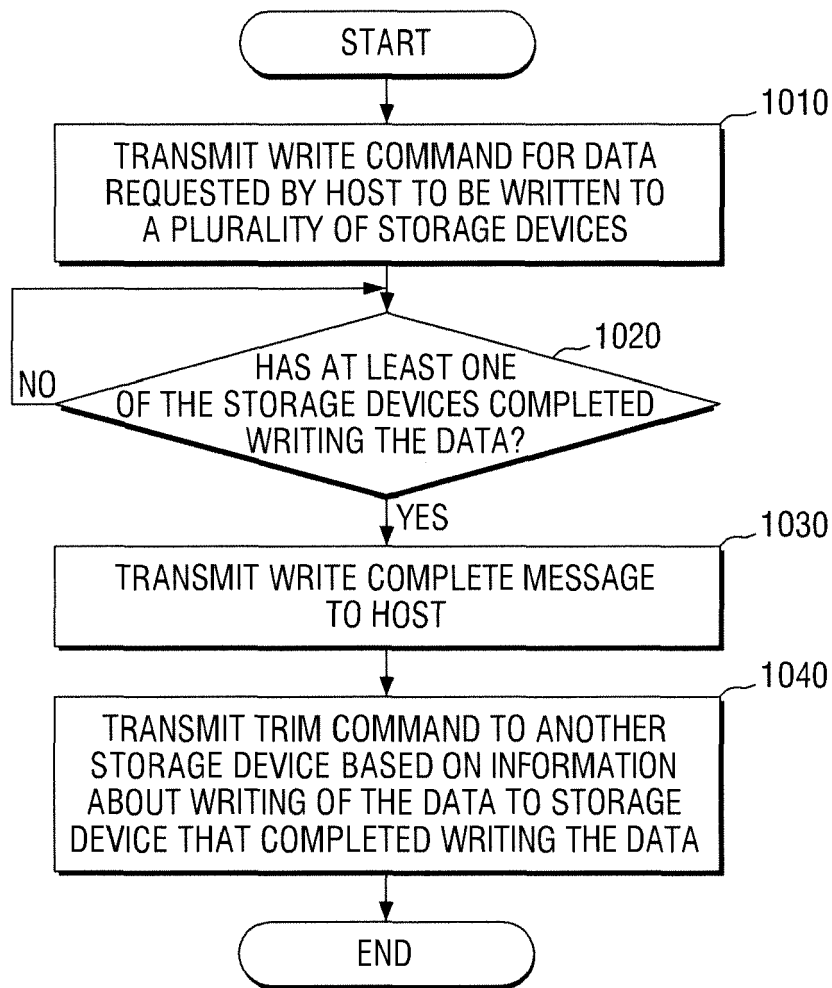 START
1010
TRANSMIT WRITE COMMAND FOR DATA
REQUESTED BY HOST TO BE WRITTEN TO
A PLURALITY OF STORAGE DEVICES
1020
HAS AT LEAST ONE
OF THE STORAGE DEVICES COMPLETED
WRITING THE DATA?
NO
YES
1030
TRANSMIT WRITE COMPLETE MESSAGE
TO HOST
1040
TRANSMIT TRIM COMMAND TO ANOTHER
STORAGE DEVICE BASED ON INFORMATION
ABOUT WRITING OF THE DATA TO STORAGE
DEVICE THAT COMPLETED WRITING THE DATA
END